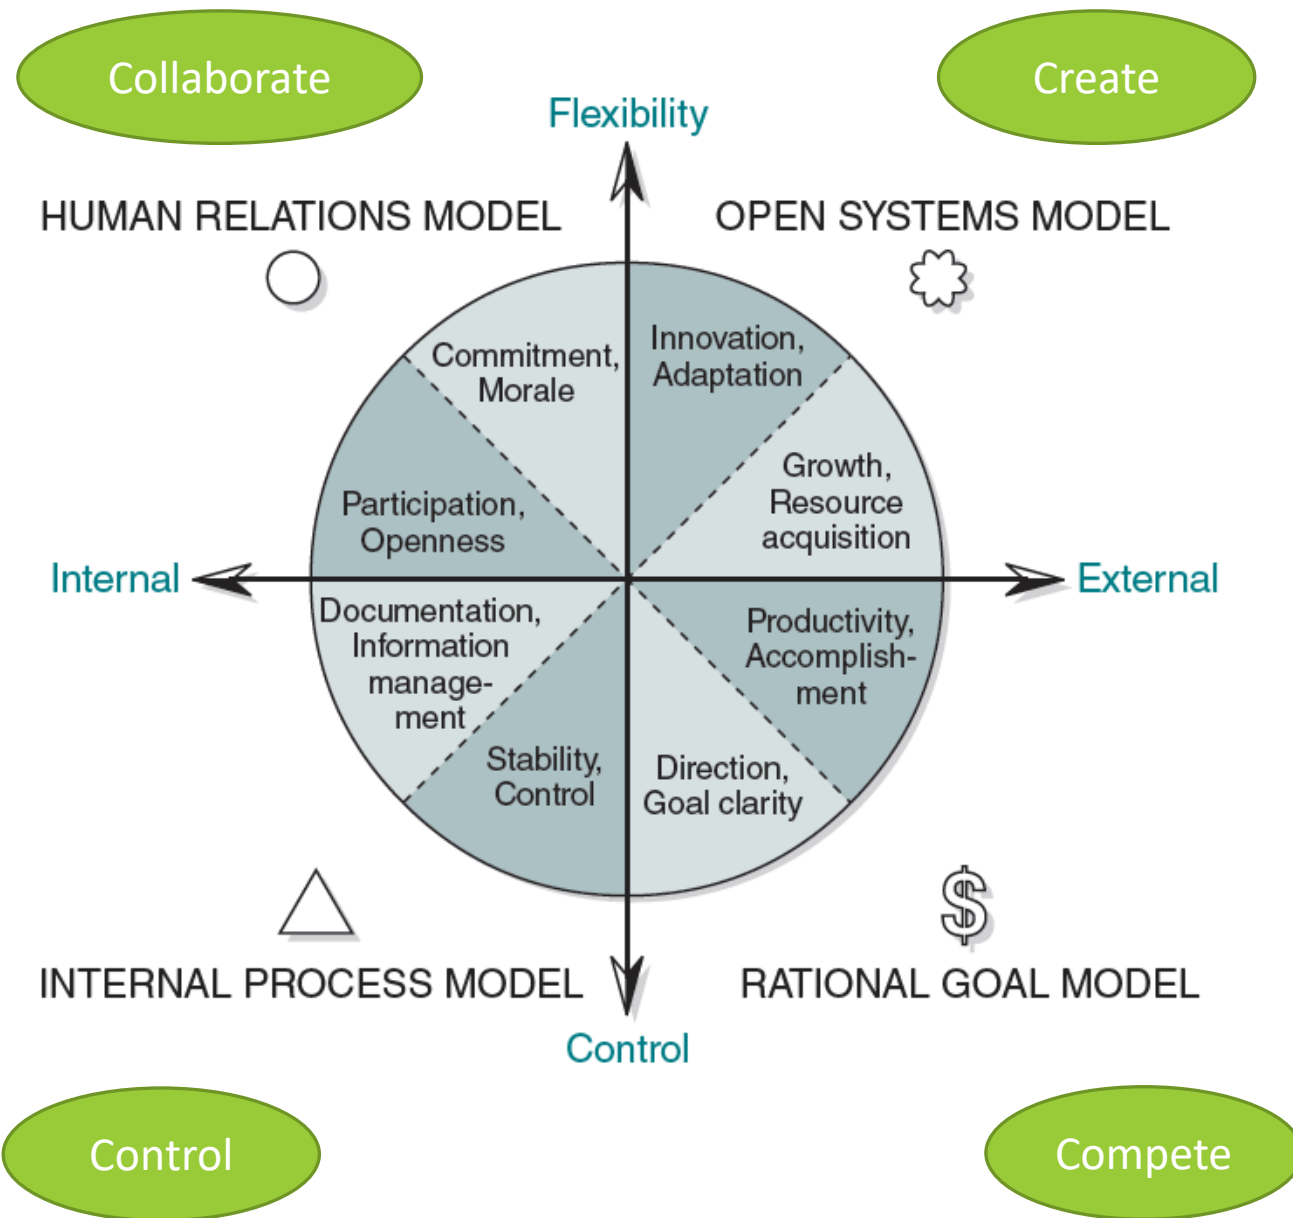 Collaborate
Create
Flexibility
HUMAN RELATIONS MODEL
OPEN SYSTEMS MODEL
Commitment,
Morale
Innovation,
Adaptation
Participation,
Openness
Growth,
Resource
acquisition
Internal
External
Documentation,
Information
manage-
ment
Productivity,
Accomplish-
ment
Stability,
Control
Direction,
Goal clarity
$
INTERNAL PROCESS MODEL
RATIONAL GOAL MODEL
Control
Control
Compete